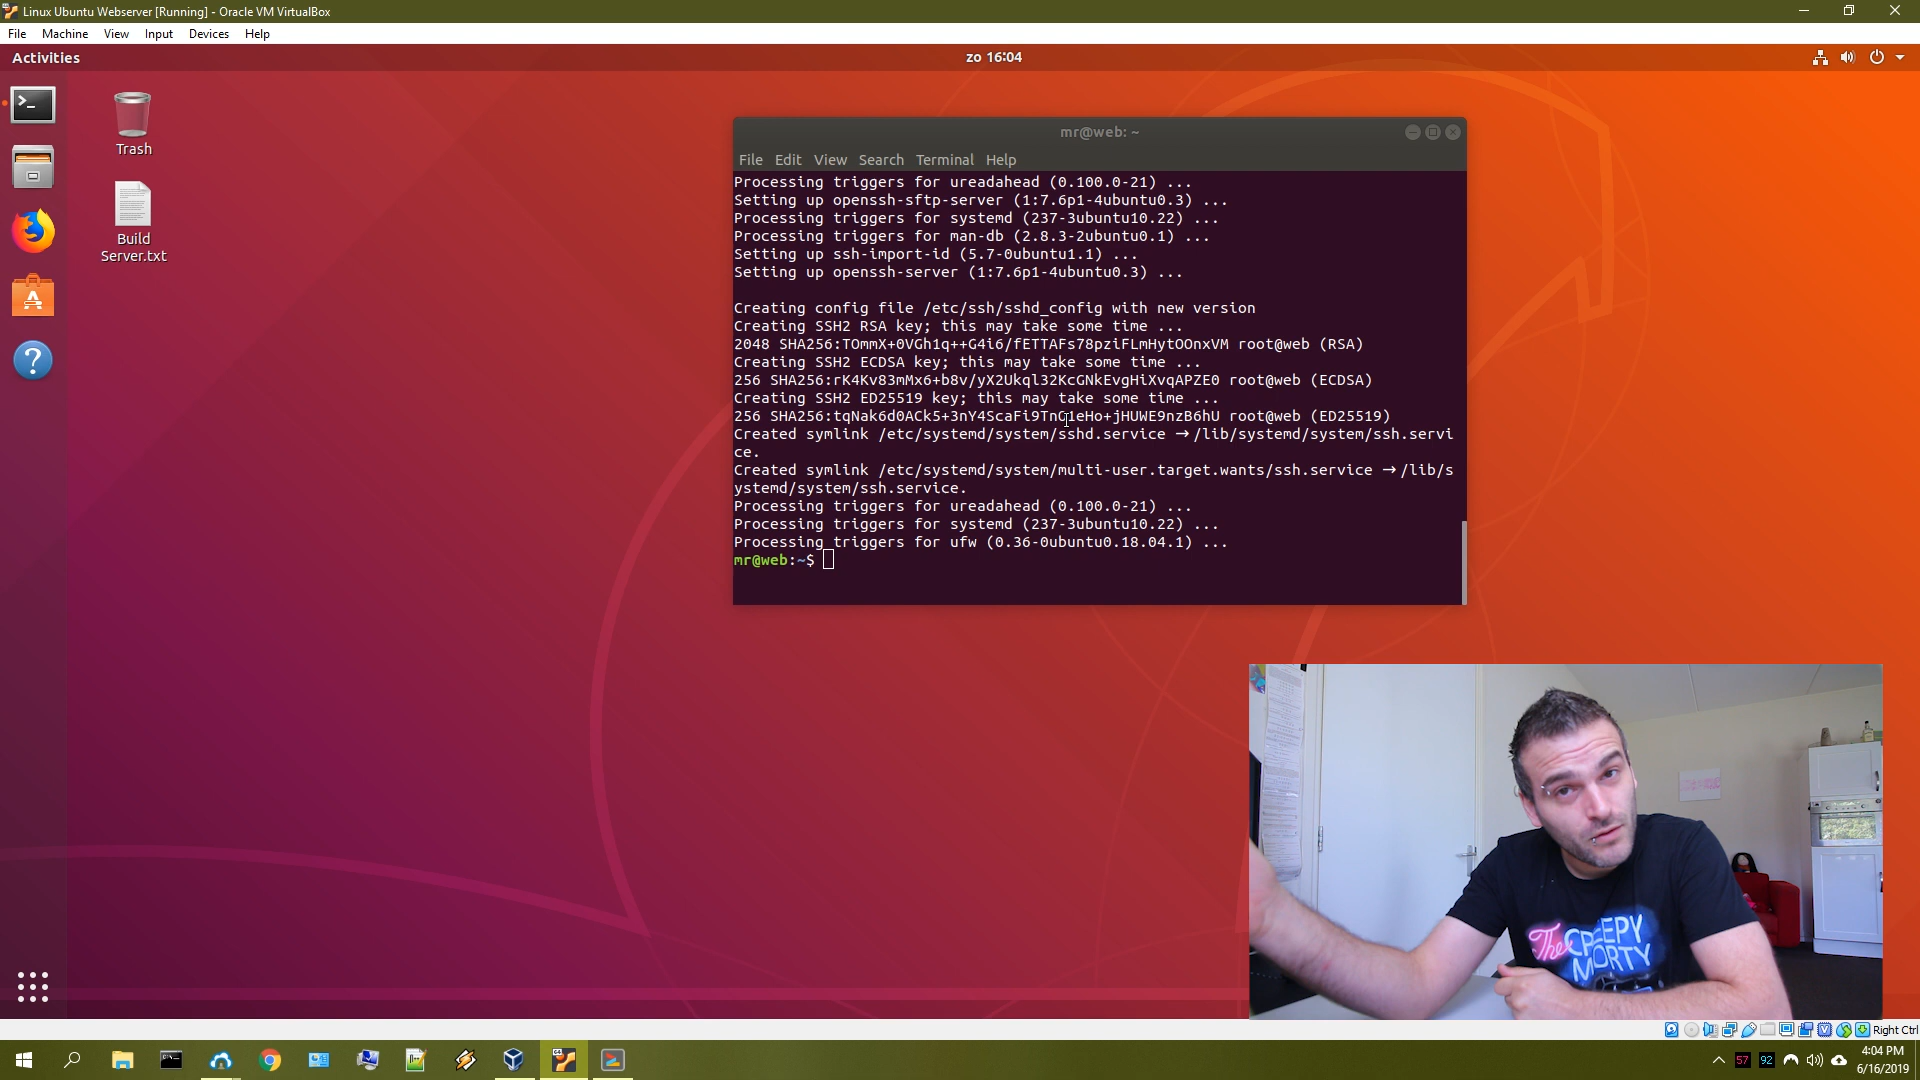 Linux Ubuntu Webserver [Running] - Oracle VM VirtualBox
File Machine View Input Devices Help
Activities
zo 16:04
Trash
Build
Server.txt
mr@web: ~
File Edit View Search Terminal Help
Processing triggers for ureadahead (0.100.0-21) ...
Setting up openssh-sftp-server (1:7.6p1-4ubuntu0.3) ...
Processing triggers for systemd (237-3ubuntu10.22) ...
Processing triggers for man-db (2.8.3-2ubuntu0.1) ...
Setting up ssh-import-id (5.7-0ubuntu1.1) ...
Setting up openssh-server (1:7.6p1-4ubuntu0.3) ...
Creating config file /etc/ssh/sshd_config with new version
Creating SSH2 RSA key; this may take some time ...
2048 SHA256:TOmmX+0VGh1q++G4i6/fETTAFs78pziFLmHytOOnxVM root@web (RSA)
Creating SSH2 ECDSA key; this may take some time ...
256 SHA256:rK4Kv83mMx6+b8v/yX2Ukql32KcGNkEvgHiXvqAPZE0 root@web (ECDSA)
Creating SSH2 ED25519 key; this may take some time ...
256 root@web (ED25519)
Created symlink /etc/systemd/system/sshd.service → /lib/systemd/system/ssh.servi
ce.
Created symlink /etc/systemd/system/multi-user.target.wants/ssh.service → /lib/s
ystemd/system/ssh.service.
Processing triggers for ureadahead (0.100.0-21) ...
Processing triggers for systemd (237-3ubuntu10.22) ...
Processing triggers for ufw (0.36-0ubuntu0.18.04.1) ...
mr@web:~$
The CREEPY
MORTY
Right Ctrl
57 92
4:04 PM
6/16/2019